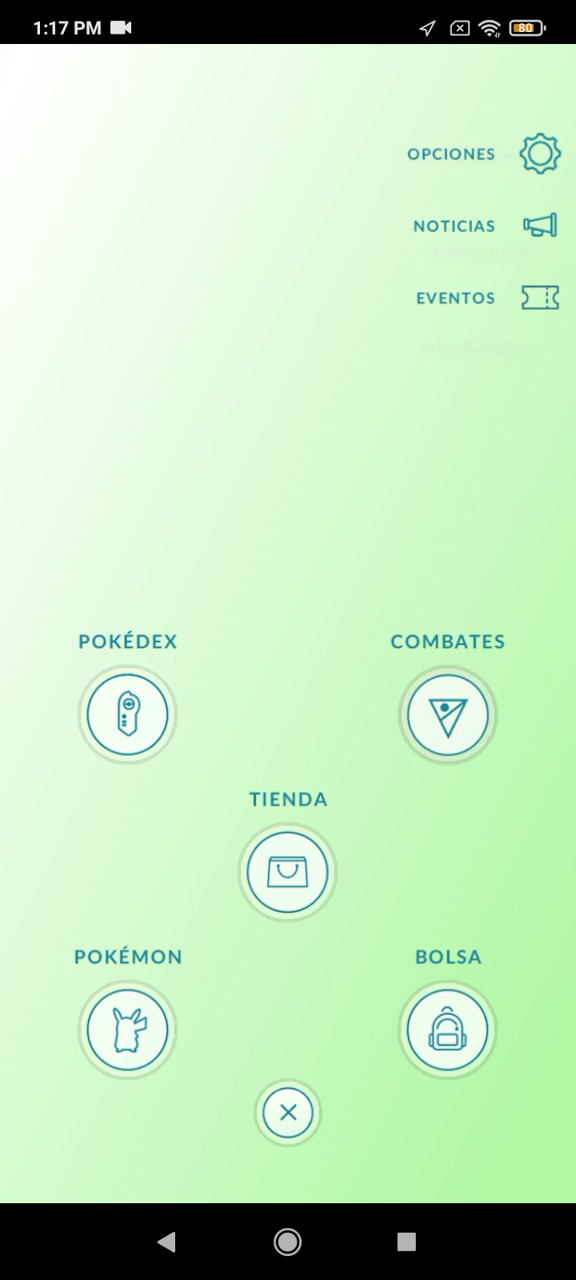 1:17 PM
80
OPCIONES
NOTICIAS
EVENTOS
POKÉDEX
COMBATES
TIENDA
POKÉMON
BOLSA